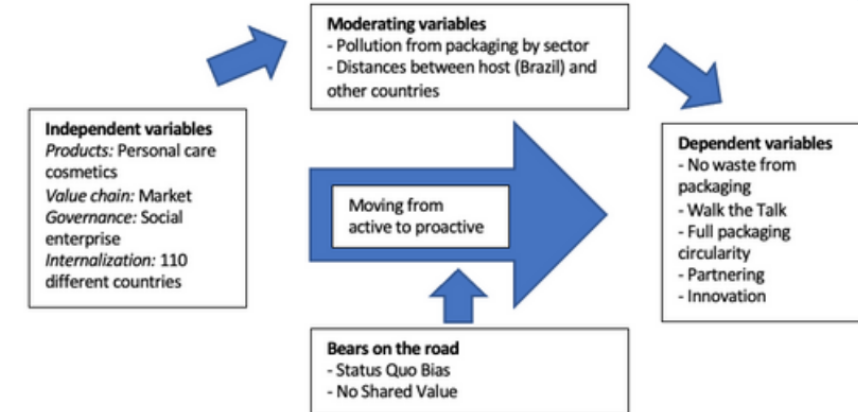 Moderating variables
- Pollution from packaging by sector
- Distances between host (Brazil) and
other countries
Independent variables
Products: Personal care
cosmetics
Value chain: Market
Governance: Social
enterprise
Internalization: 110
different countries
Moving from
active to proactive
Dependent variables
- No waste from
packaging
- Walk the Talk
- Full packaging
circularity
- Partnering
- Innovation
Bears on the road
- Status Quo Bias
- No Shared Value